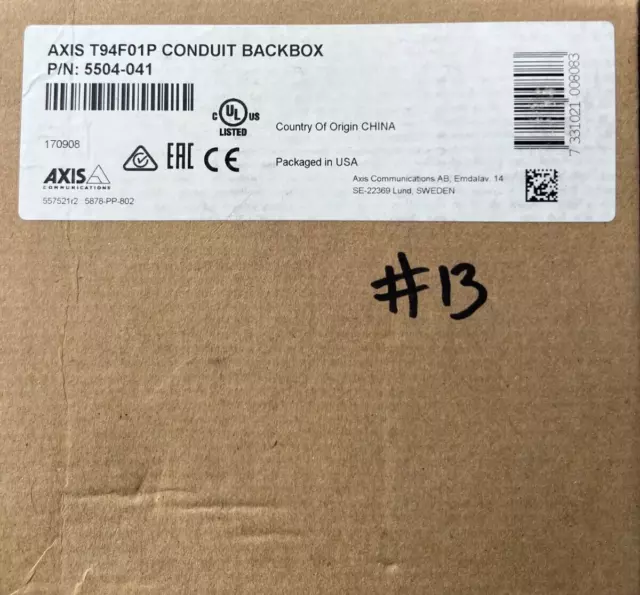 AXIS T94F01P CONDUIT BACKBOX
P/N: 5504-041
170908
C UL US
LISTED
Country Of Origin CHINA
EAC CE
Packaged in USA
AXIS
COMMUNICATIONS
Axis Communications AB, Emdalav. 14
SE-22369 Lund, SWEDEN
557521r2 5878-PP-802
7 331021 008083
#13